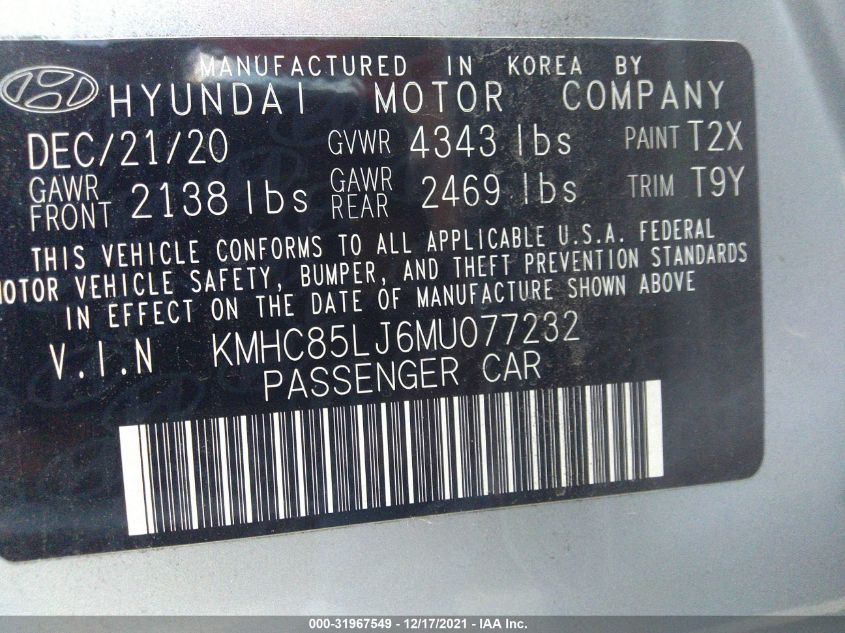 MANUFACTURED IN KOREA BY
HYUNDAI MOTOR COMPANY
DEC/21/20 GVWR 4343 lbs PAINT T2X
GAWR FRONT 2138 lbs GAWR REAR 2469 lbs TRIM T9Y
THIS VEHICLE CONFORMS TO ALL APPLICABLE U.S.A. FEDERAL
MOTOR VEHICLE SAFETY, BUMPER, AND THEFT PREVENTION STANDARDS
IN EFFECT ON THE DATE OF MANUFACTURE SHOWN ABOVE
V.I.N KMHC85LJ6MU077232
PASSENGER CAR
000-31967549 - 12/17/2021 - IAA Inc.